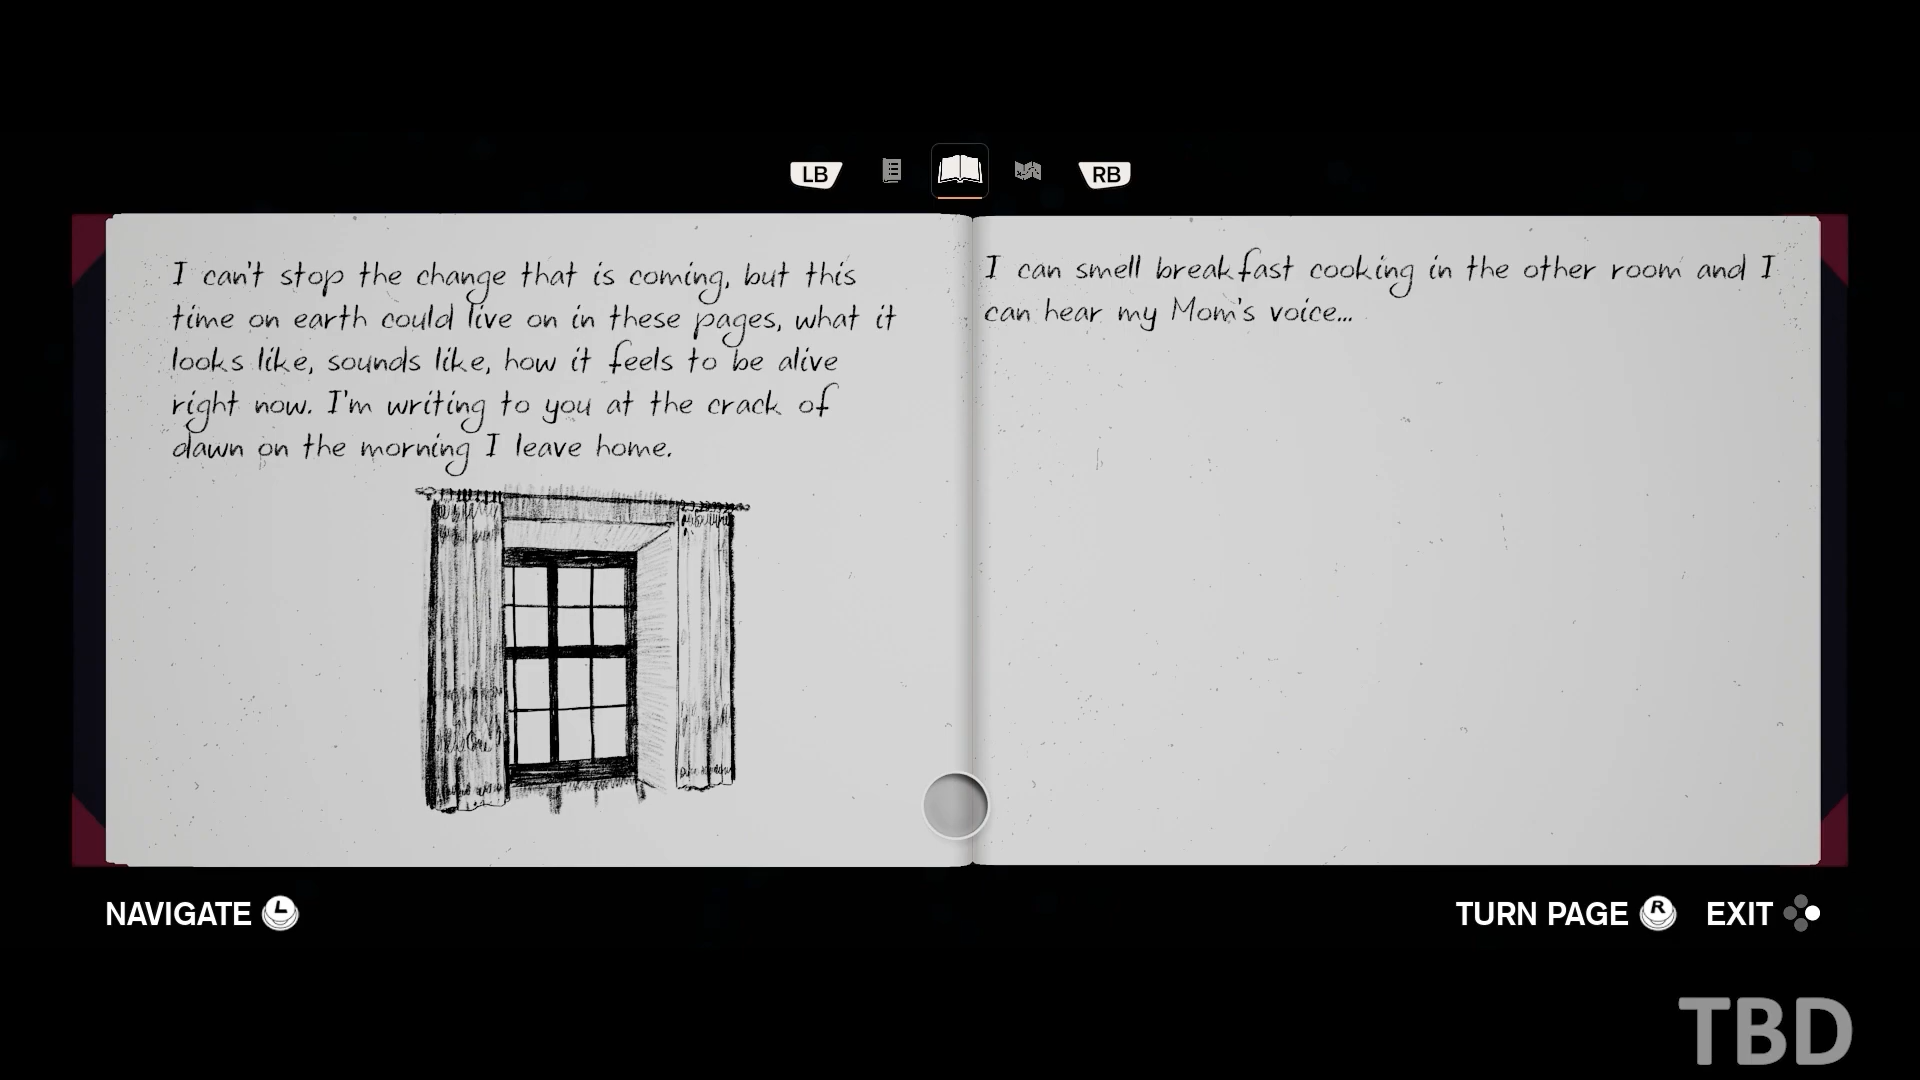 LB
RB
I can't stop the change that is coming, but this
time on earth could live on in these pages, what it
looks like, sounds like, how it feels to be alive
right now. I'm writing to you at the crack of
dawn on the morning I leave home.
I can smell breakfast cooking in the other room and I
can hear my Mom's voice...
NAVIGATE L
TURN PAGE R EXIT
TBD